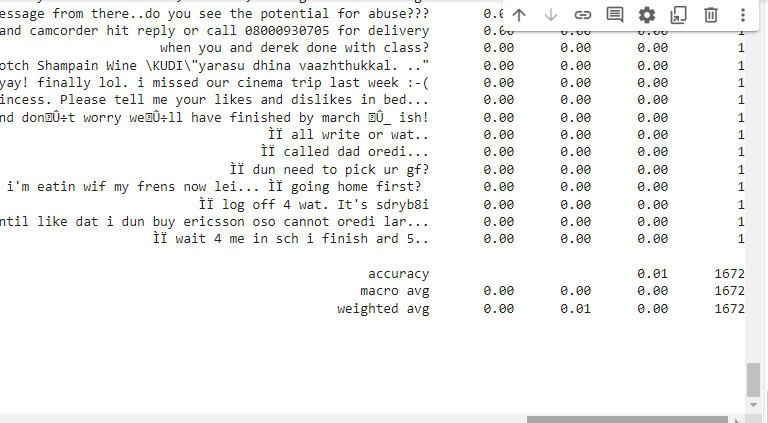 essage from there..do you see the potential for abuse??? 0.00
and camcorder hit reply or call 08000930705 for delivery 0.00 0.00 0.00 1
when you and derek done with class? 0.00 0.00 0.00 1
otch Shampain Wine \KUDI\"yarasu dhina vaazhthukkal. .." 0.00 0.00 0.00 1
yay! finally lol. i missed our cinema trip last week :-( 0.00 0.00 0.00 1
incess. Please tell me your likes and dislikes in bed... 0.00 0.00 0.00 1
nd donÛ÷t worry weÛ÷ll have finished by march Û_ ish! 0.00 0.00 0.00 1
ÌÏ all write or wat.. 0.00 0.00 0.00 1
ÌÏ called dad oredi... 0.00 0.00 0.00 1
ÌÏ dun need to pick ur gf? 0.00 0.00 0.00 1
i'm eatin wif my frens now lei... ÌÏ going home first? 0.00 0.00 0.00 1
ÌÏ log off 4 wat. It's sdryb8i 0.00 0.00 0.00 1
ntil like dat i dun buy ericsson oso cannot oredi lar... 0.00 0.00 0.00 1
ÌÏ wait 4 me in sch i finish ard 5.. 0.00 0.00 0.00 1
accuracy 0.01 1672
macro avg 0.00 0.00 0.00 1672
weighted avg 0.00 0.01 0.00 1672